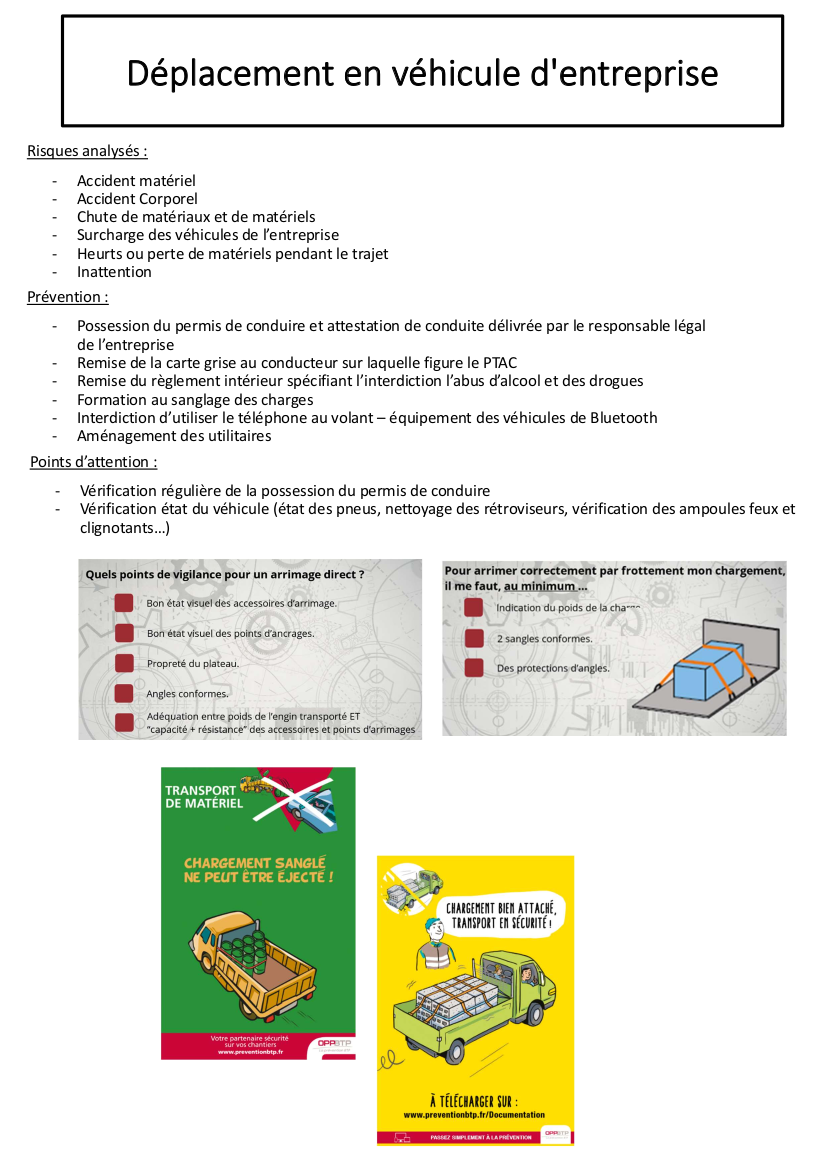 Déplacement en véhicule d'entreprise
Risques analysés :
- Accident matériel
- Accident Corporel
- Chute de matériaux et de matériels
- Surcharge des véhicules de l’entreprise
- Heurts ou perte de matériels pendant le trajet
- Inattention
Prévention :
- Possession du permis de conduire et attestation de conduite délivrée par le responsable légal
de l’entreprise
- Remise de la carte grise au conducteur sur laquelle figure le PTAC
- Remise du règlement intérieur spécifiant l’interdiction l’abus d’alcool et des drogues
- Formation au sanglage des charges
- Interdiction d’utiliser le téléphone au volant – équipement des véhicules de Bluetooth
- Aménagement des utilitaires
Points d’attention :
- Vérification régulière de la possession du permis de conduire
- Vérification état du véhicule (état des pneus, nettoyage des rétroviseurs, vérification des ampoules feux et
clignotants…)
Quels points de vigilance pour un arrimage direct ?
Bon état visuel des accessoires d’arrimage.
Bon état visuel des points d’ancrages.
Propreté du plateau.
Angles conformes.
Adéquation entre poids de l’engin transporté ET
“capacité + résistance” des accessoires et points d’arrimages
Pour arrimer correctement par frottement mon chargement,
il me faut, au minimum ...
Indication du poids de la
2 sangles conformes.
Des protections d’angles.
TRANSPORT
DE MATÉRIEL
CHARGEMENT SANGLÉ
NE PEUT ÊTRE ÉJECTÉ !
Votre partenaire sécurité
sur vos chantiers
www.preventionbtp.fr
OPPBTP
CHARGEMENT BIEN ATTACHÉ,
TRANSPORT EN SÉCURITÉ !
À TÉLÉCHARGER SUR :
www.preventionbtp.fr/Documentation
PASSEZ SIMPLEMENT À LA PRÉVENTION
OPPBTP